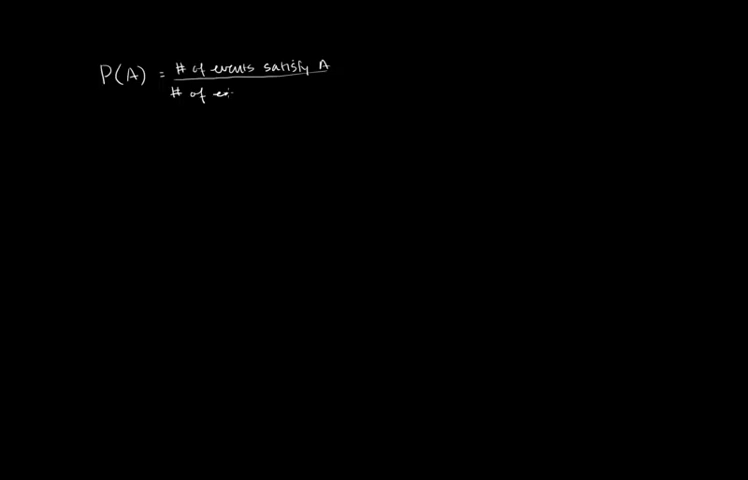 P(A) = # of events satisfy A
# of